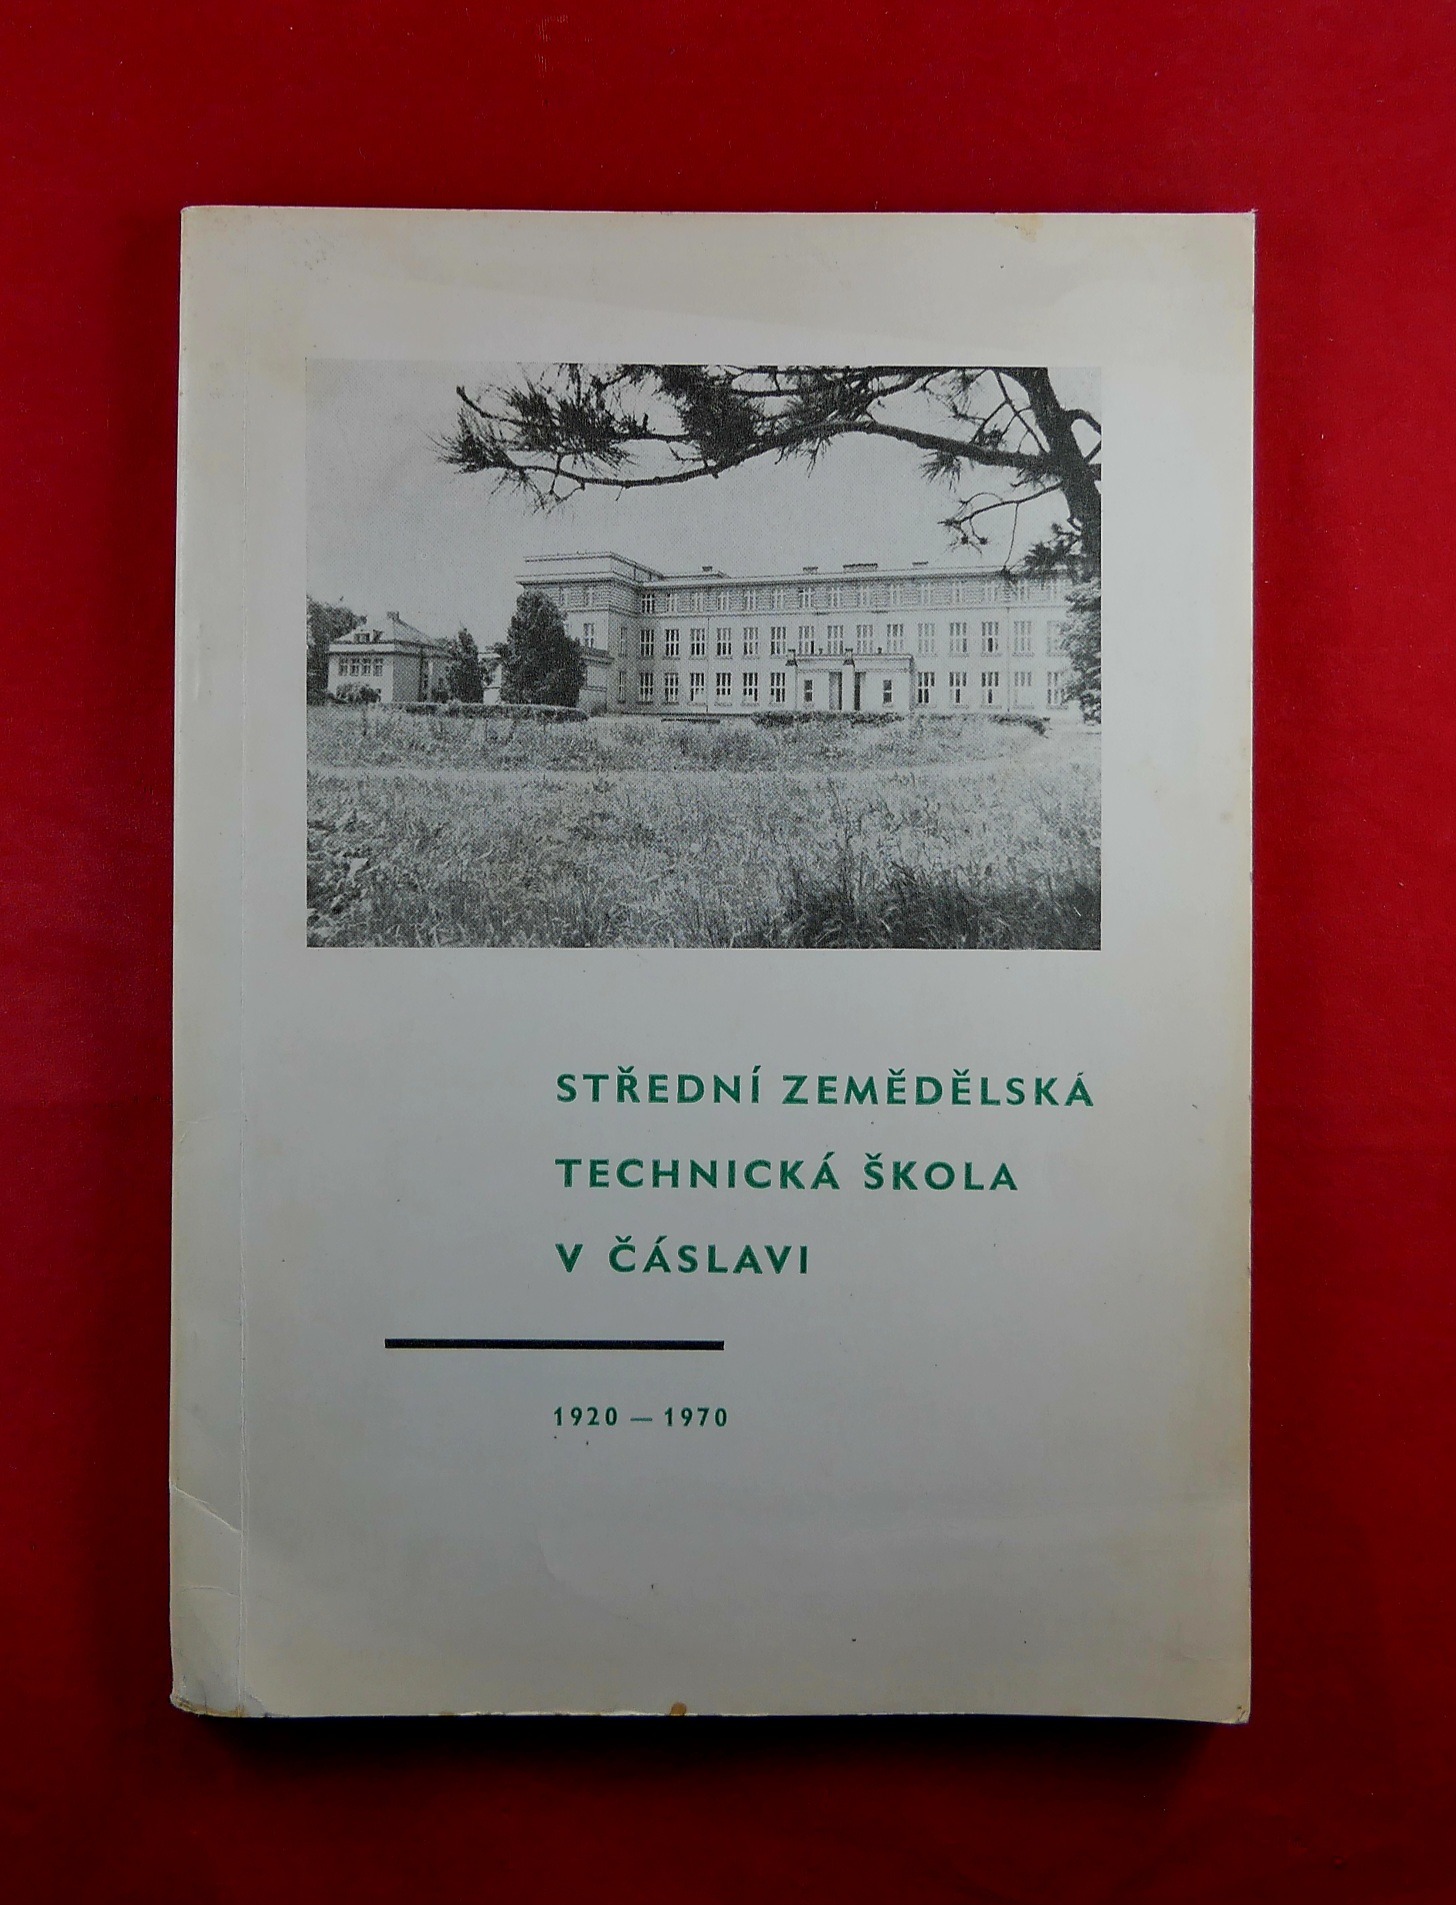 STŘEDNÍ ZEMĚDĚLSKÁ
TECHNICKÁ ŠKOLA
V ČÁSLAVI
1920 — 1970